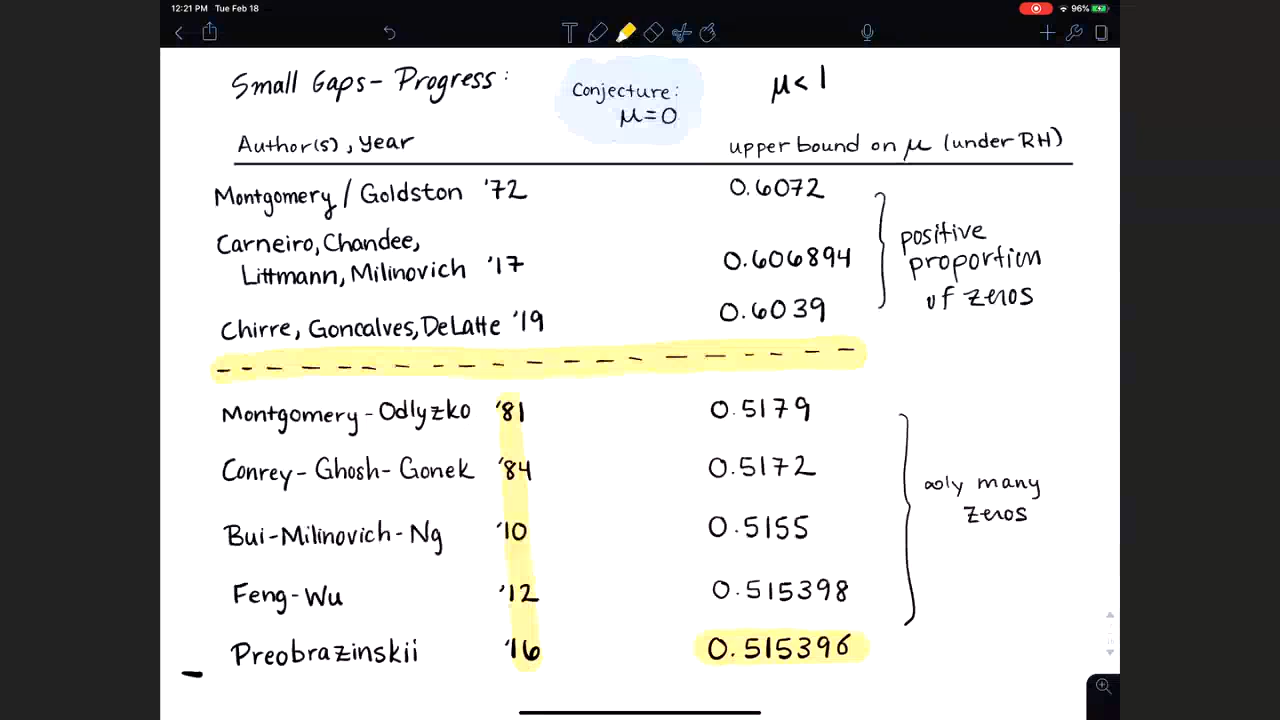 12:21 PM Tue Feb 18
96%
Small Gaps - Progress:
Conjecture:
μ = 0
μ < 1
Author(s), year
upper bound on μ (under RH)
Montgomery / Goldston '72 0.6072
Carneiro, Chandee,
Littmann, Milinovich '17 0.606894
Chirre, Goncalves, DeLatte '19 0.6039
positive
proportion
of zeros
Montgomery - Odlyzko '81 0.5179
Conrey - Ghosh - Gonek '84 0.5172
Bui - Milinovich - Ng '10 0.5155
Feng - Wu '12 0.515398
Preobrazinskii '16 0.515396
∞ly many
zeros